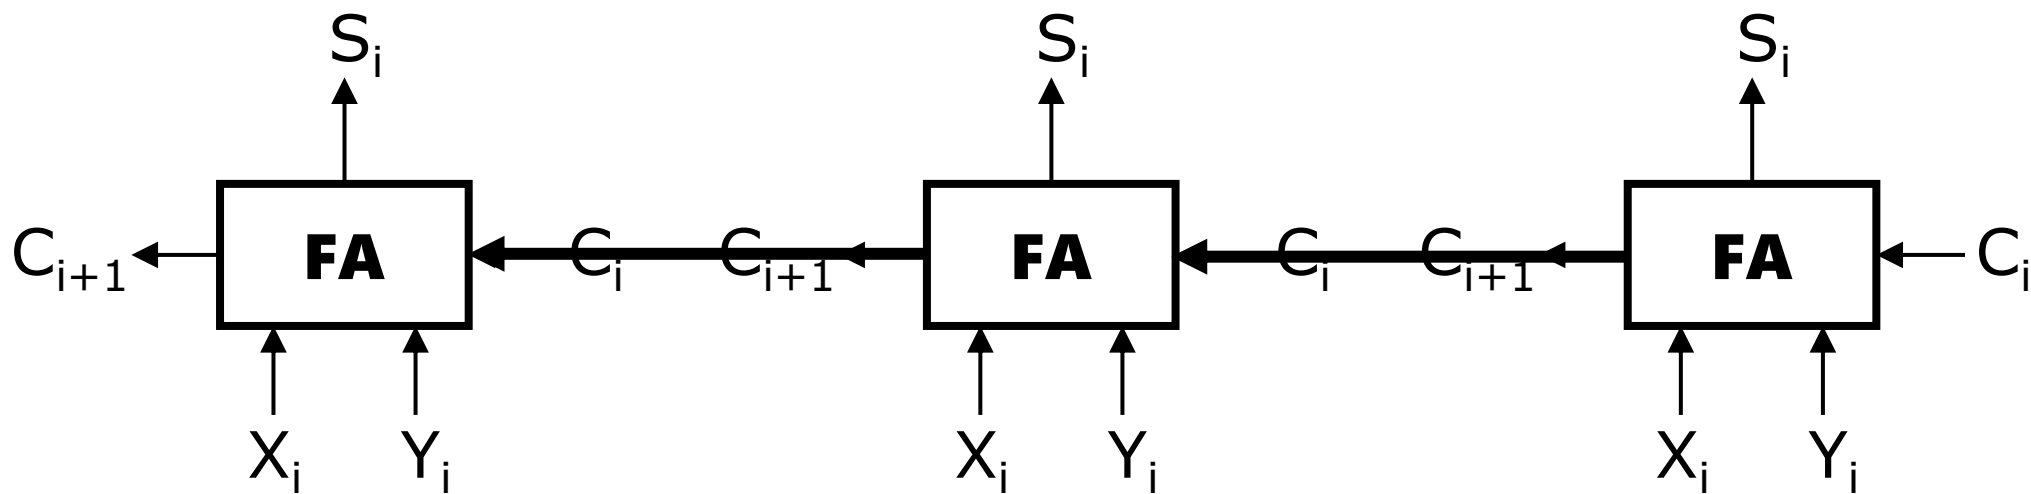 Si Si Si
Ci+1 FA Ci Ci+1 FA Ci Ci+1 FA Ci
Xi Yi Xi Yi Xi Yi